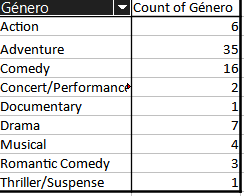 Género Count of Género
Action 6
Adventure 35
Comedy 16
Concert/Performance 2
Documentary 1
Drama 7
Musical 4
Romantic Comedy 3
Thriller/Suspense 1